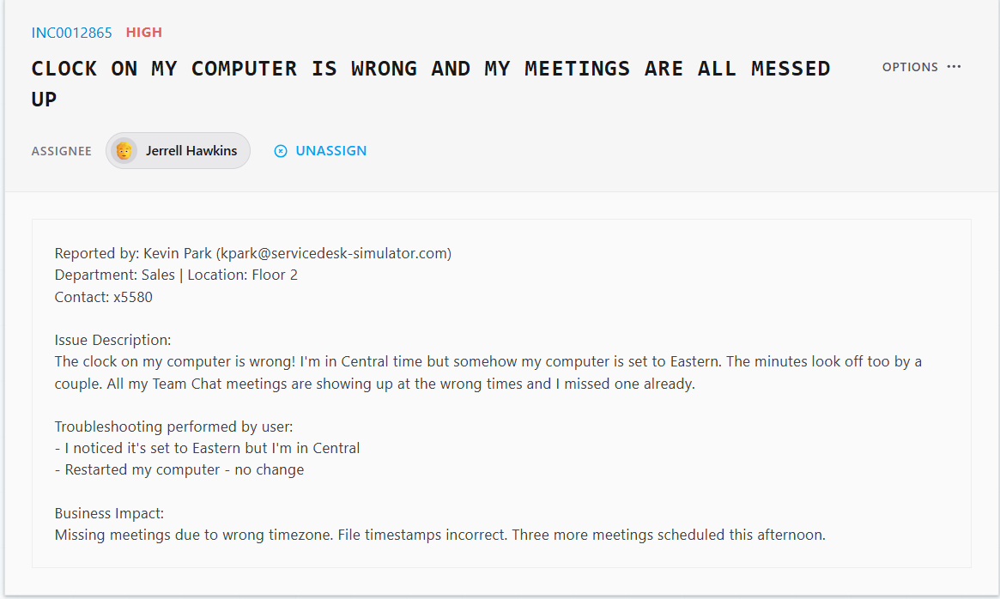 INC0012865 HIGH
CLOCK ON MY COMPUTER IS WRONG AND MY MEETINGS ARE ALL MESSED
UP
OPTIONS ···
ASSIGNEE Jerrell Hawkins UNASSIGN
Reported by: Kevin Park (kpark@servicedesk-simulator.com)
Department: Sales | Location: Floor 2
Contact: x5580
Issue Description:
The clock on my computer is wrong! I'm in Central time but somehow my computer is set to Eastern. The minutes look off too by a
couple. All my Team Chat meetings are showing up at the wrong times and I missed one already.
Troubleshooting performed by user:
- I noticed it's set to Eastern but I'm in Central
- Restarted my computer - no change
Business Impact:
Missing meetings due to wrong timezone. File timestamps incorrect. Three more meetings scheduled this afternoon.